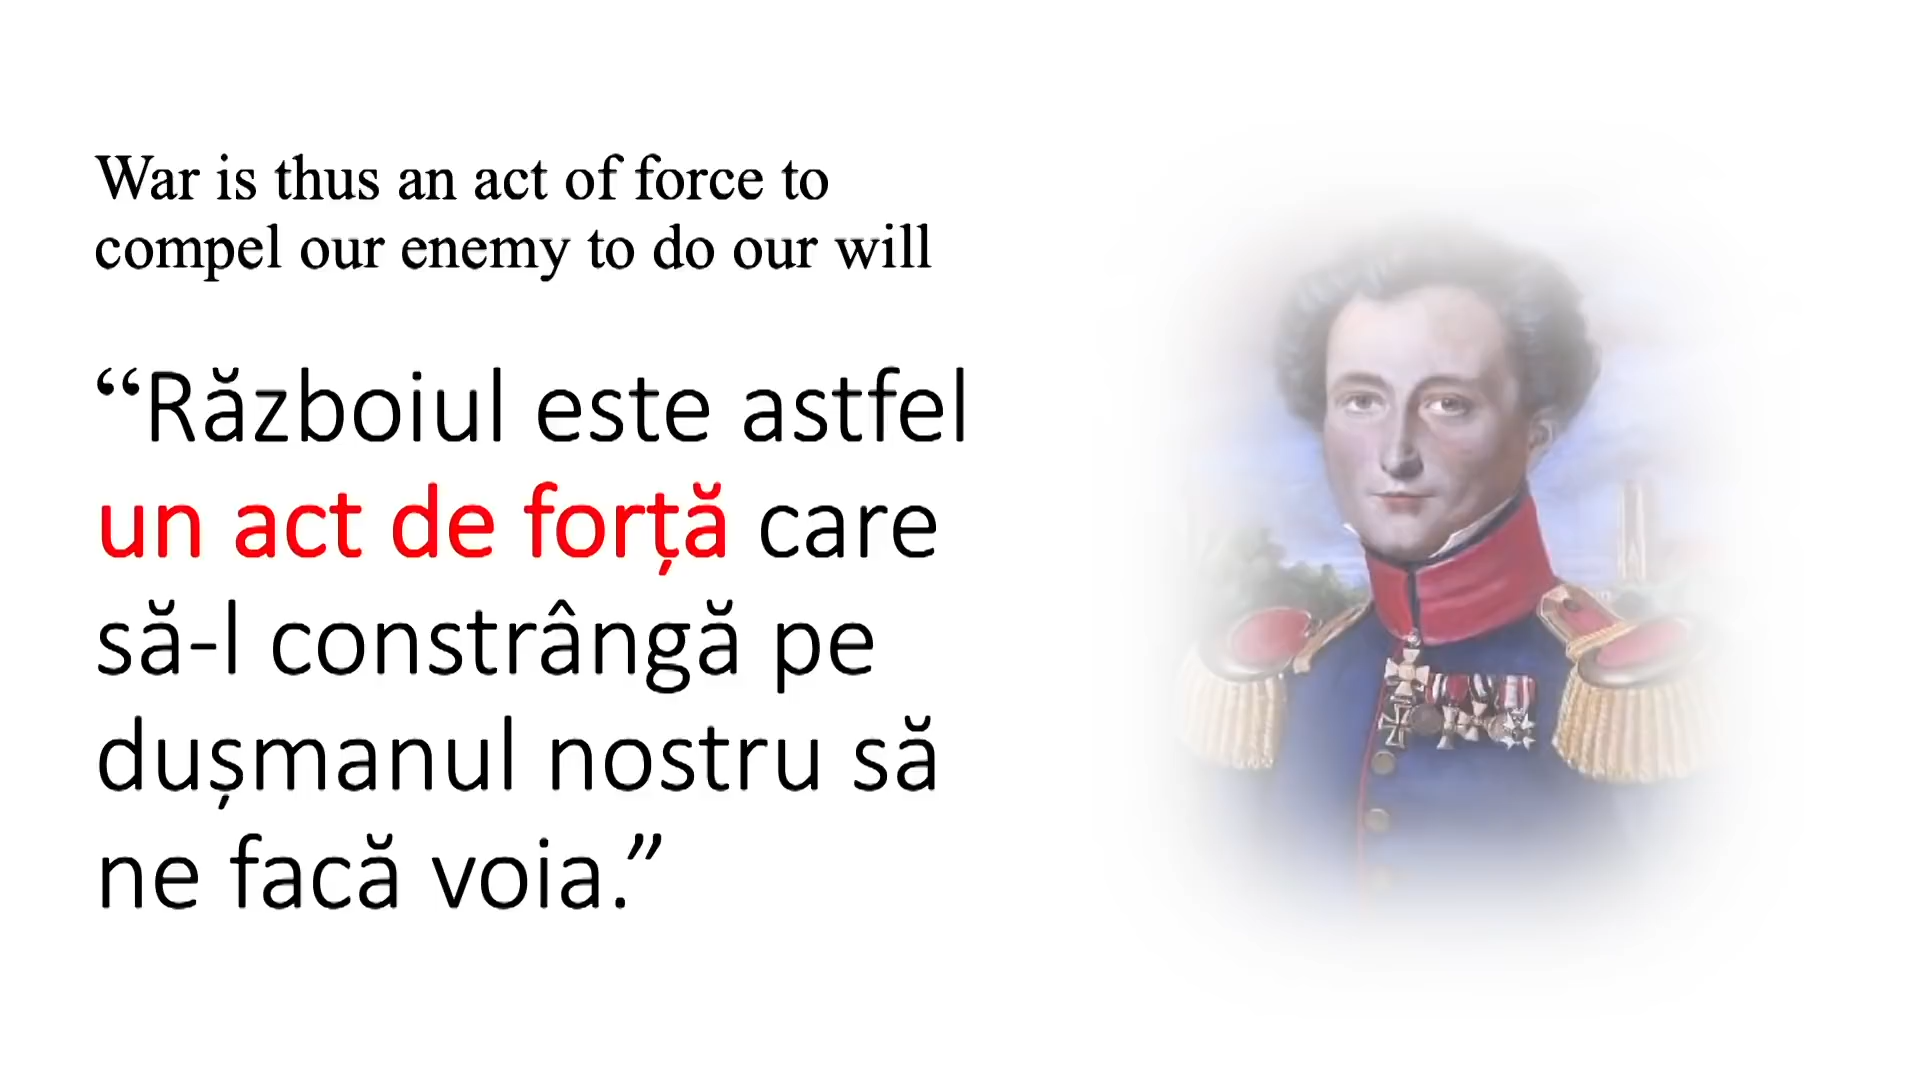 War is thus an act of force to
compel our enemy to do our will
“Războiul este astfel
un act de forță care
să-l constrângă pe
dușmanul nostru să
ne facă voia.”